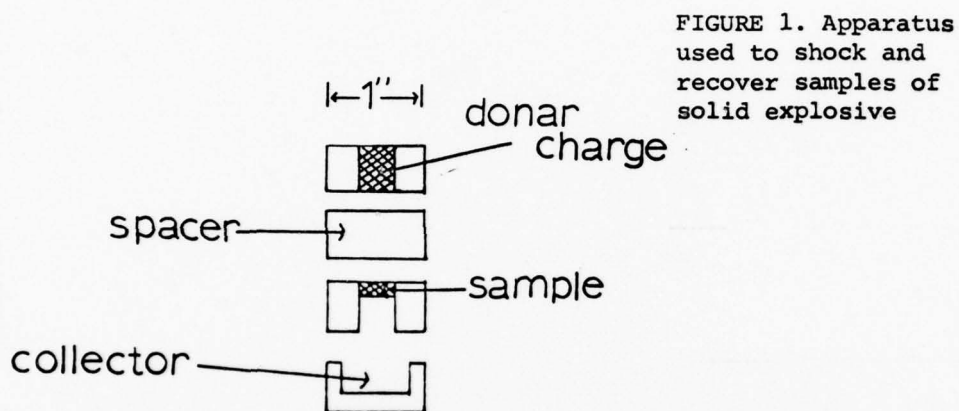 FIGURE 1. Apparatus
used to shock and
recover samples of
solid explosive
1"
donar
charge
spacer
sample
collector